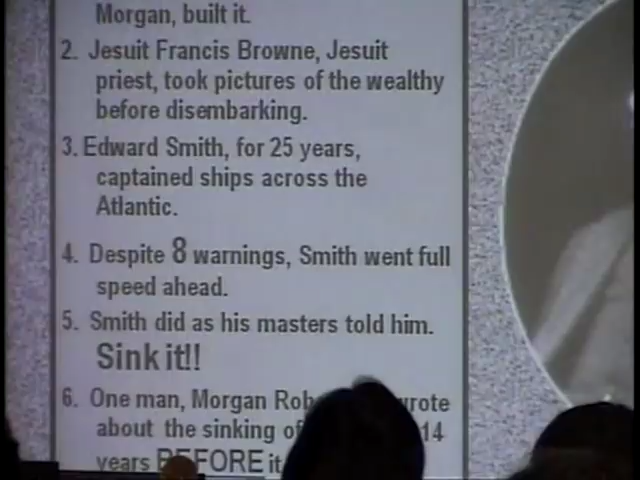 Morgan, built it.
2. Jesuit Francis Browne, Jesuit
priest, took pictures of the wealthy
before disembarking.
3. Edward Smith, for 25 years,
captained ships across the
Atlantic.
4. Despite 8 warnings, Smith went full
speed ahead.
5. Smith did as his masters told him.
Sink it!!
6. One man, Morgan Rob wrote
about the sinking of 14
years BEFORE it